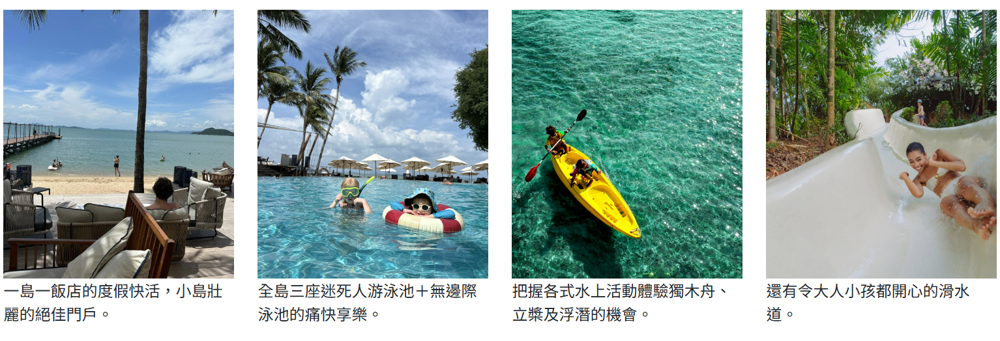 一島一飯店的度假快活，小島壯
麗的絕佳門戶。
全島三座迷死人游泳池＋無邊際
泳池的痛快享樂。
把握各式水上活動體驗獨木舟、
立槳及浮潛的機會。
還有令大人小孩都開心的滑水
道。